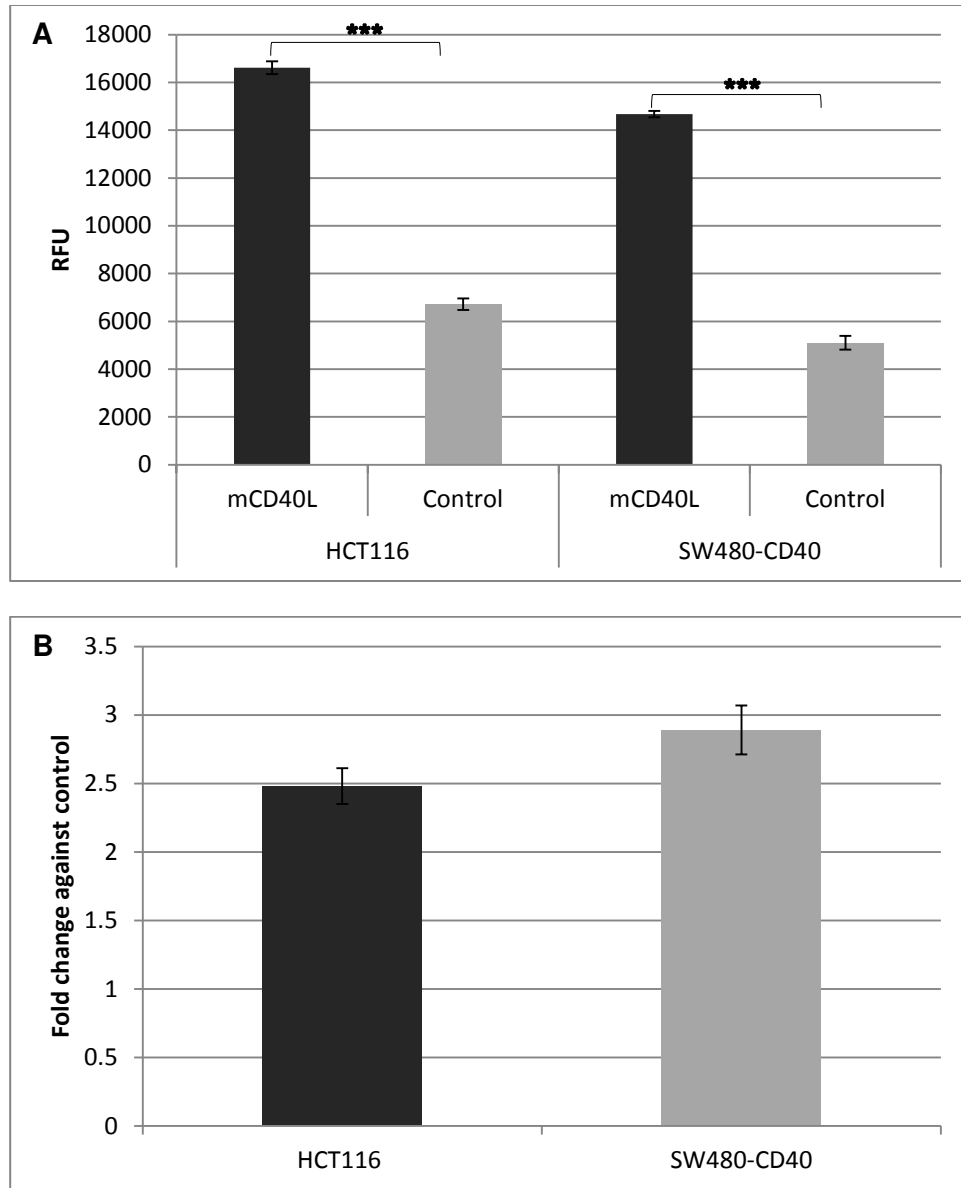 A
18000
16000
14000
12000
10000
8000
6000
4000
2000
0
RFU
***
***
mCD40L Control mCD40L Control
HCT116 SW480-CD40
B
3.5
3
2.5
2
1.5
1
0.5
0
Fold change against control
HCT116 SW480-CD40